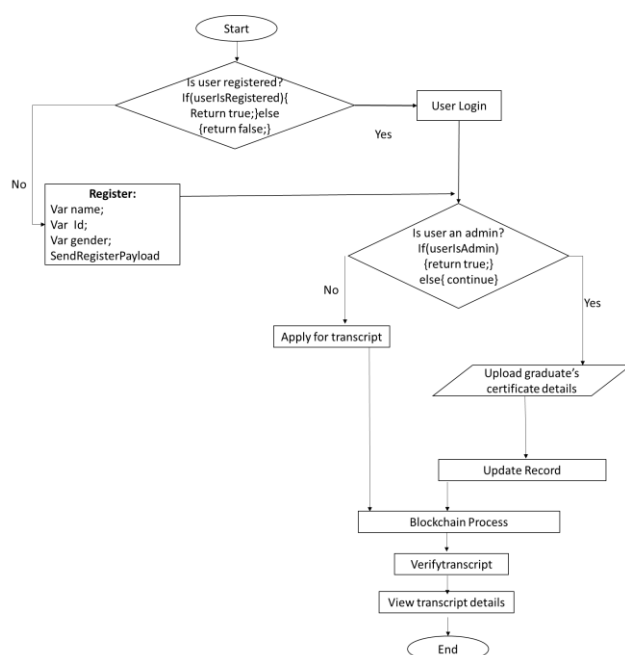 Start
Is user registered?
If(userIsRegistered){
Return true;}else
{return false;}
User Login
Yes
No
Register:
Var name;
Var Id;
Var gender;
SendRegisterPayload
Is user an admin?
If(userIsAdmin)
{return true;}
else{ continue}
No
Yes
Apply for transcript
Upload graduate's
certificate details
Update Record
Blockchain Process
Verifytranscript
View transcript details
End